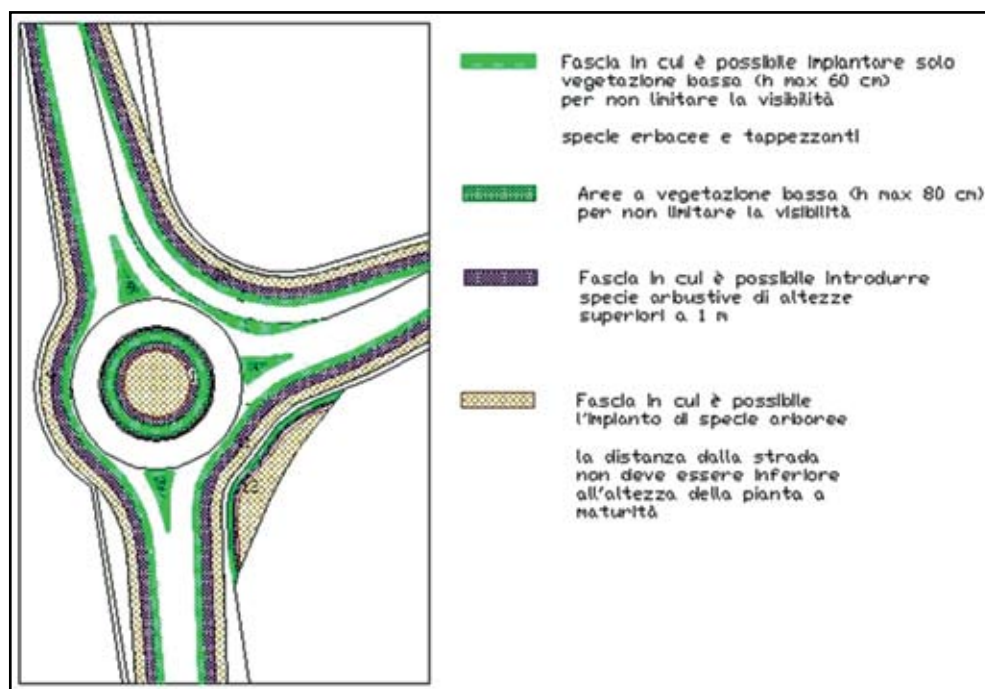 Fascia in cui è possibile implantare solo
vegetazione bassa (h max 60 cm)
per non linitare la visibilità
specie erbacee e tappezzanti
Aree a vegetazione bassa (h max 80 cm)
per non limitare la visibilità
Fascia in cui è possibile introdurre
specie arbustive di altezze
superiori a 1 m
Fascia in cui è possibile
l'impianto di specie arboree
la distanza dalla strada
non deve essere inferiore
all'altezza della pianta a
maturità